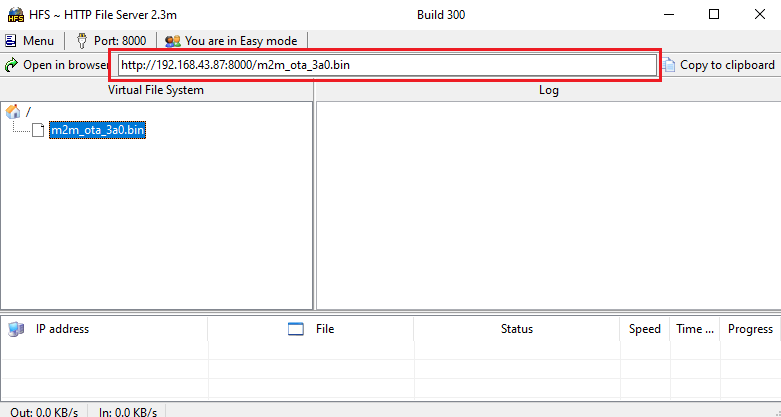 HFS ~ HTTP File Server 2.3m Build 300
Menu Port: 8000 You are in Easy mode
Open in browser http://192.168.43.87:8000/m2m_ota_3a0.bin Copy to clipboard
Virtual File System Log
/
m2m_ota_3a0.bin
IP address File Status Speed Time ... Progress
Out: 0.0 KB/s In: 0.0 KB/s